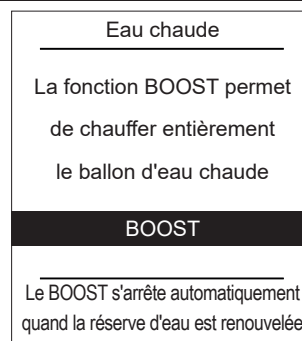 Eau chaude
La fonction BOOST permet
de chauffer entièrement
le ballon d'eau chaude
BOOST
Le BOOST s'arrête automatiquement
quand la réserve d'eau est renouvelée